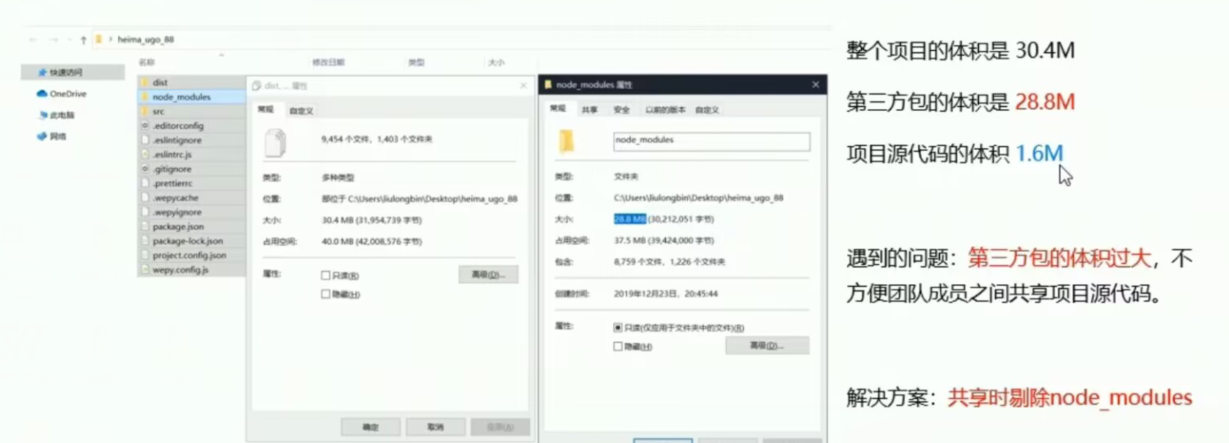 heima_ugo_88
名称 修改日期 类型 大小
快速访问
OneDrive
此电脑
网络
dist
node_modules
src
.editorconfig
.eslintignore
.eslintrc.js
.gitignore
.prettierrc
.wepycache
.wepyignore
package.json
package-lock.json
project.config.json
wepy.config.js
dist, ... 属性
常规 自定义
9,454 个文件，1,403 个文件夹
类型: 多种类型
位置: 部位于 C:\Users\liulongbin\Desktop\heima_ugo_88
大小: 30.4 MB (31,954,739 字节)
占用空间: 40.0 MB (42,008,576 字节)
属性: 只读(R) 高级(D)...
隐藏(H)
确定 取消 应用(A)
node_modules 属性
常规 共享 安全 以前的版本 自定义
node_modules
类型: 文件夹
位置: C:\Users\liulongbin\Desktop\heima_ugo_88
大小: 28.8 MB (30,212,051 字节)
占用空间: 37.5 MB (39,424,000 字节)
包含: 8,759 个文件，1,226 个文件夹
创建时间: 2019年12月23日，20:45:44
属性: 只读(仅应用于文件夹中的文件)(R)
隐藏(H) 高级(D)...
整个项目的体积是 30.4M
第三方包的体积是 28.8M
项目源代码的体积 1.6M
遇到的问题：第三方包的体积过大，不
方便团队成员之间共享项目源代码。
解决方案：共享时剔除node_modules